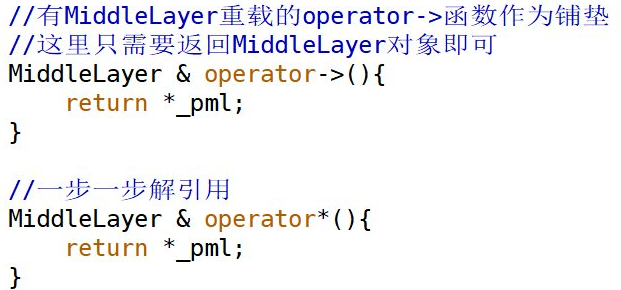 //有MiddleLayer重载的operator->函数作为铺垫
//这里只需要返回MiddleLayer对象即可
MiddleLayer & operator->(){
    return *_pml;
}

//一步一步解引用
MiddleLayer & operator*(){
    return *_pml;
}